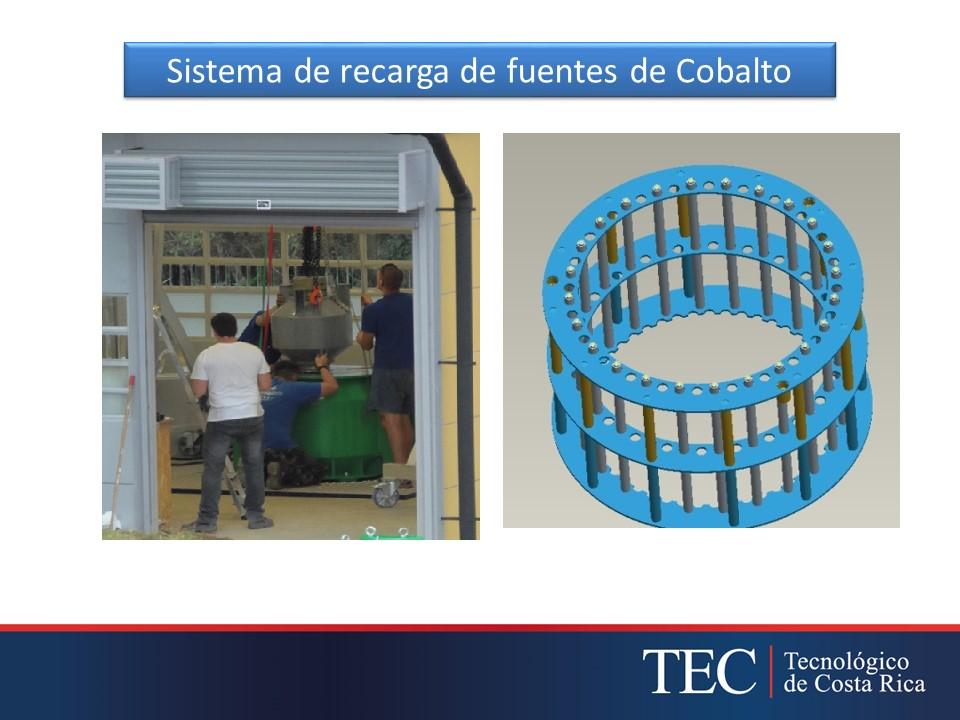 Sistema de recarga de fuentes de Cobalto
TEC
Tecnológico
de Costa Rica